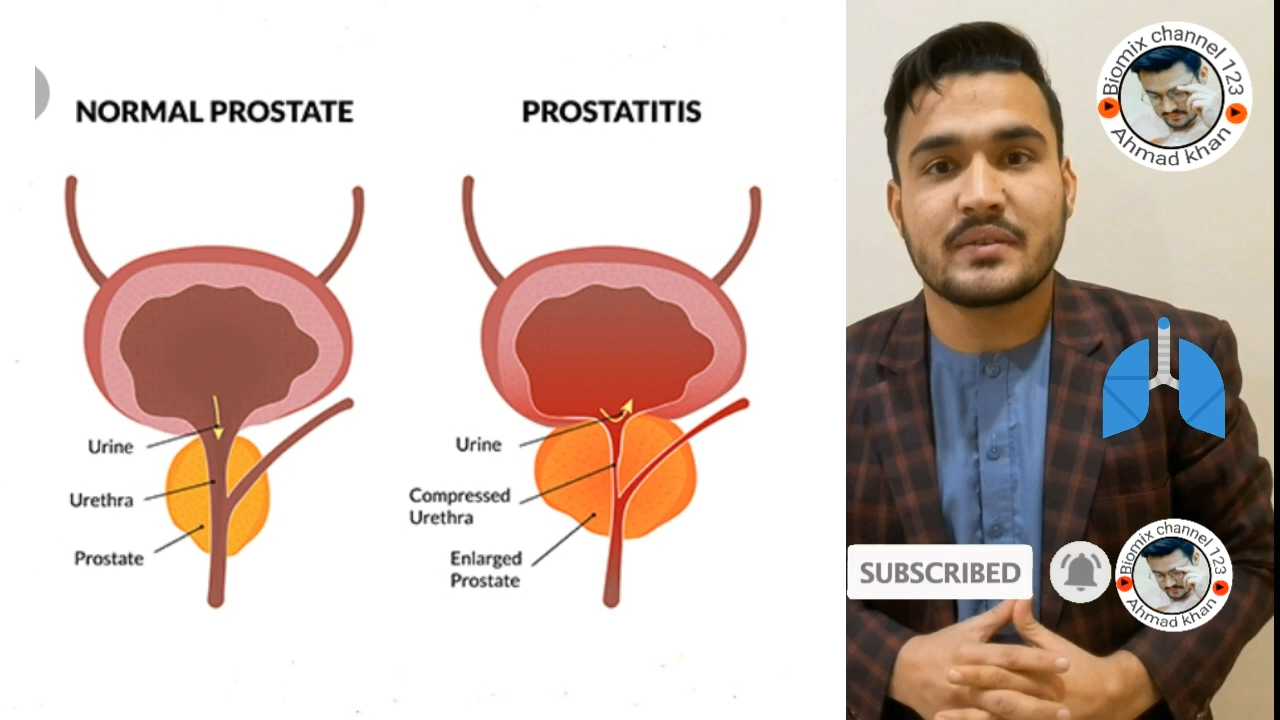 NORMAL PROSTATE
Urine
Urethra
Prostate
PROSTATITIS
Urine
Compressed
Urethra
Enlarged
Prostate
Biomix channel 123
Ahmad khan
SUBSCRIBED
Biomix channel 123
Ahmad khan